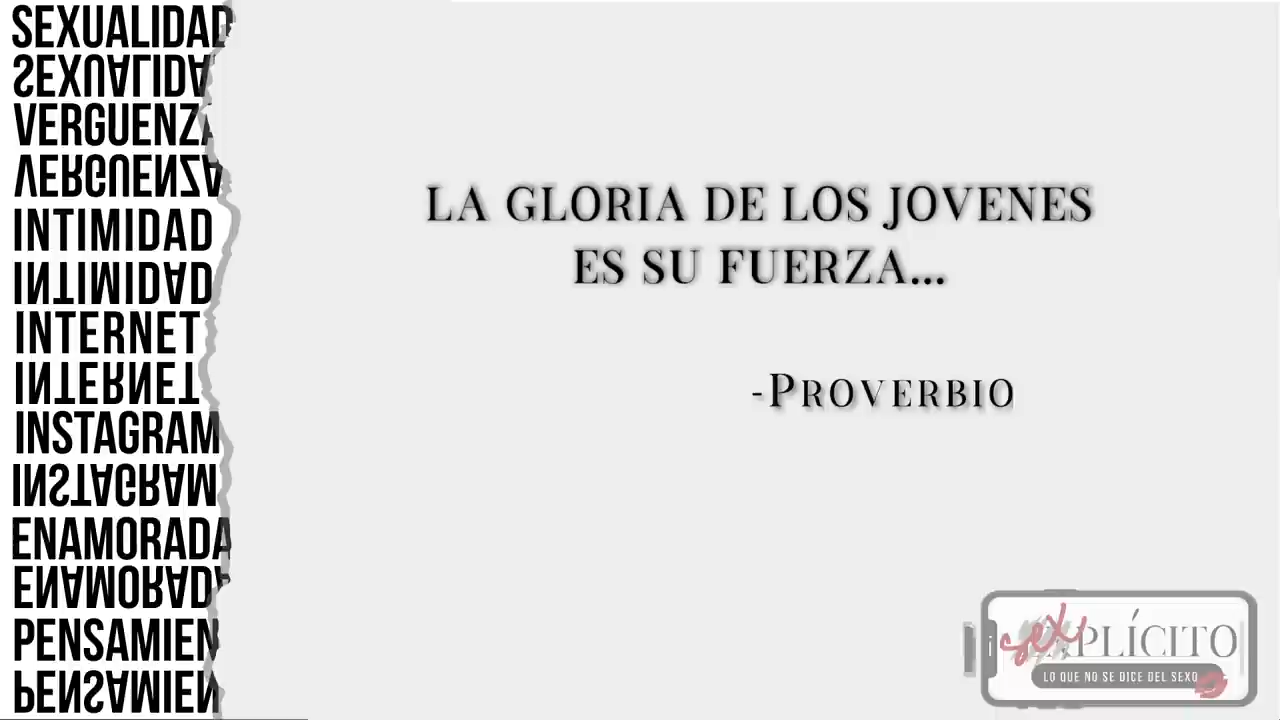 SEXUALIDAD
SEXUALIDA
VERGUENZA
VERGUENZA
INTIMIDAD
INTIMIDAD
INTERNET
INTERNET
INSTAGRAM
INSTAGRAM
ENAMORADA
ENAMORADA
PENSAMIEN
PENSAMIEN
LA GLORIA DE LOS JOVENES
ES SU FUERZA...
-PROVERBIO
sexPLÍCITO
LO QUE NO SE DICE DEL SEXO